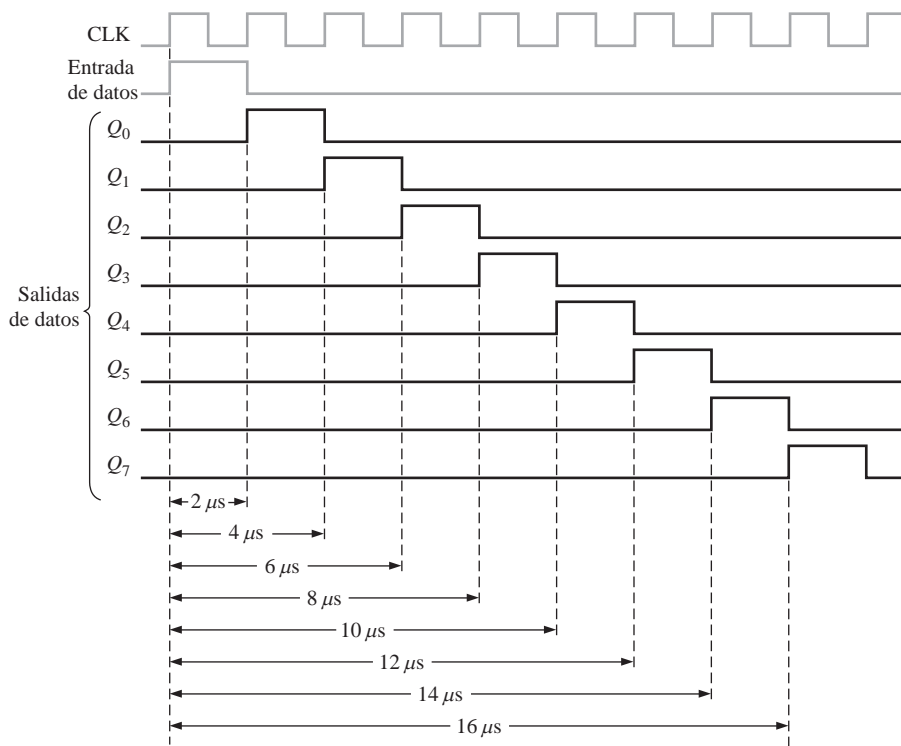 CLK
Entrada
de datos
Q0
Q1
Q2
Q3
Salidas
de datos
Q4
Q5
Q6
Q7
2 μs
4 μs
6 μs
8 μs
10 μs
12 μs
14 μs
16 μs